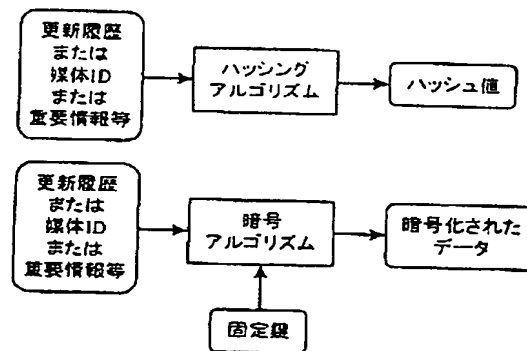 更新履歴
または
媒体ID
または
重要情報等
ハッシング
アルゴリズム
ハッシュ値
更新履歴
または
媒体ID
または
重要情報等
暗号
アルゴリズム
暗号化された
データ
固定鍵